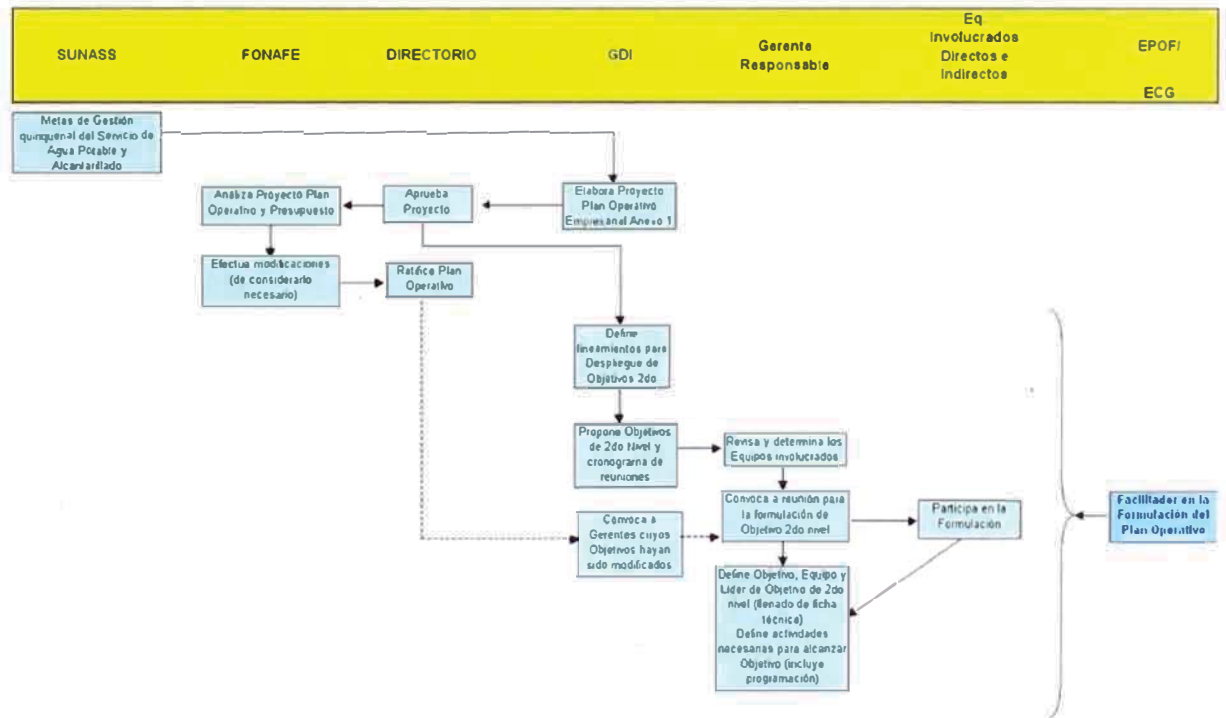 SUNASS
FONAFE
DIRECTORIO
GDI
Gerente
Responsable
Eq
Involucrados
Directos e
Indirectos
EPOF/
ECG
Metas de Gestión
quinquenal del Servicio de
Agua Potable y
Alcantarillado
Analiza Proyecto Plan
Operativo y Presupuesto
Aprueba
Proyecto
Elabora Proyecto
Plan Operativo
Empresarial Anexo 1
Efectua modificaciones
(de considerarlo
necesario)
Ratifica Plan
Operativo
Define
lineamientos para
Despliegue de
Objetivos 2do
Propone Objetivos
de 2do Nivel y
cronograma de
reuniones
Revisa y determina los
Equipos involucrados
Convoca a
Gerentes cuyos
Objetivos hayan
sido modificados
Convoca a reunión para
la formulación de
Objetivo 2do nivel
Participa en la
Formulación
Facilitador en la
Formulación del
Plan Operativo
Define Objetivo, Equipo y
Lider de Objetivo de 2do
nivel (llenado de ficha
técnica)
Define actividades
necesarias para alcanzar
Objetivo (incluye
programación)